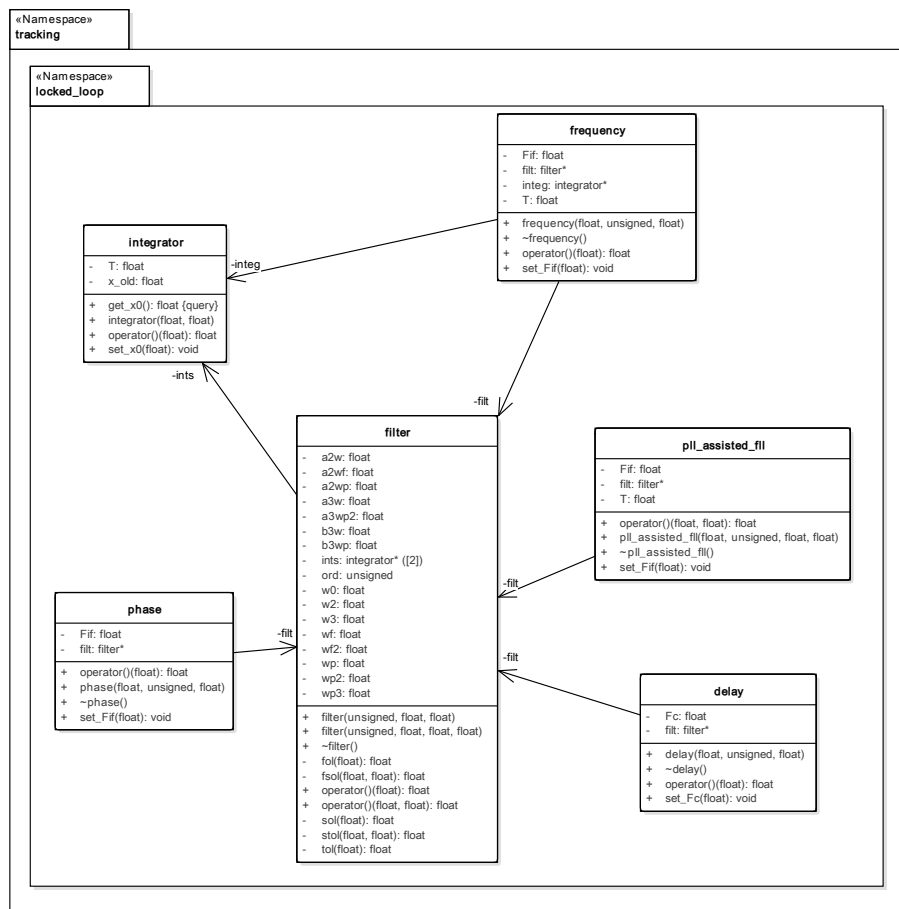 «Namespace»
tracking
«Namespace»
locked_loop
frequency
- Fif: float
- filt: filter*
- integ: integrator*
- T: float
+ frequency(float, unsigned, float)
+ ~frequency()
+ operator()(float): float
+ set_Fif(float): void
integrator
- T: float
- x_old: float
+ get_x0(): float {query}
+ integrator(float, float)
+ operator()(float): float
+ set_x0(float): void
-integ
-ints
-filt
filter
- a2w: float
- a2wf: float
- a2wp: float
- a3w: float
- a3wp2: float
- b3w: float
- b3wp: float
- ints: integrator* ([2])
- ord: unsigned
- w0: float
- w2: float
- w3: float
- wf: float
- wf2: float
- wp: float
- wp2: float
- wp3: float
+ filter(unsigned, float, float)
+ filter(unsigned, float, float, float)
+ ~filter()
- fol(float): float
- fsol(float, float): float
+ operator()(float): float
+ operator()(float, float): float
- sol(float): float
- stol(float, float): float
- tol(float): float
pll_assisted_fll
- Fif: float
- filt: filter*
- T: float
+ operator()(float, float): float
+ pll_assisted_fll(float, unsigned, float, float)
+ ~pll_assisted_fll()
+ set_Fif(float): void
-filt
phase
- Fif: float
- filt: filter*
+ operator()(float): float
+ phase(float, unsigned, float)
+ ~phase()
+ set_Fif(float): void
-filt
-filt
delay
- Fc: float
- filt: filter*
+ delay(float, unsigned, float)
+ ~delay()
+ operator()(float): float
+ set_Fc(float): void